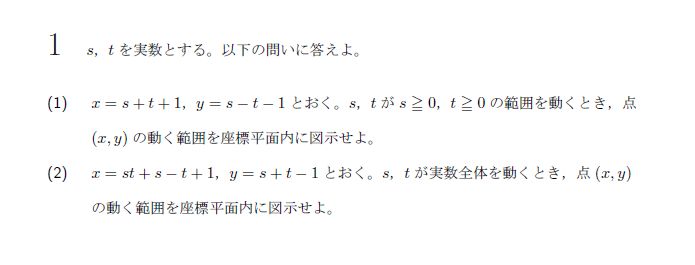 1 s, t を実数とする。以下の問いに答えよ。
(1) x = s + t + 1, y = s − t − 1 とおく。s, t が s ≧ 0, t ≧ 0 の範囲を動くとき, 点
(x, y) の動く範囲を座標平面内に図示せよ。
(2) x = st + s − t + 1, y = s + t − 1 とおく。s, t が実数全体を動くとき, 点 (x, y)
の動く範囲を座標平面内に図示せよ。